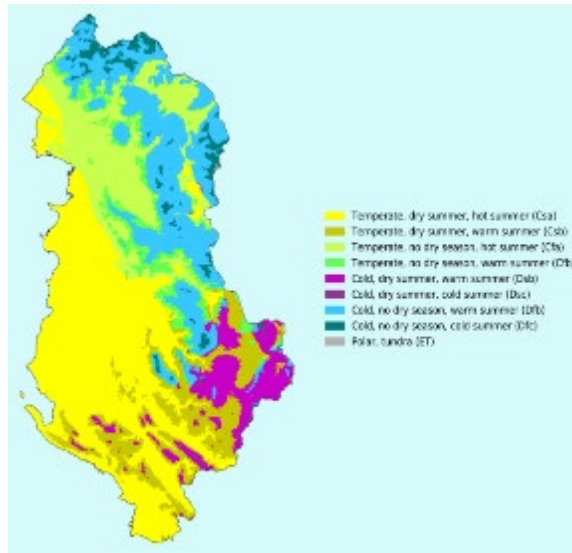 Temperate, dry summer, hot summer (Csa)
Temperate, dry summer, warm summer (Csb)
Temperate, no dry season, hot summer (Cfa)
Temperate, no dry season, warm summer (Cfb)
Cold, dry summer, warm summer (Dsb)
Cold, dry summer, cold summer (Dsc)
Cold, no dry season, warm summer (Dfb)
Cold, no dry season, cold summer (Dfc)
Polar, tundra (ET)